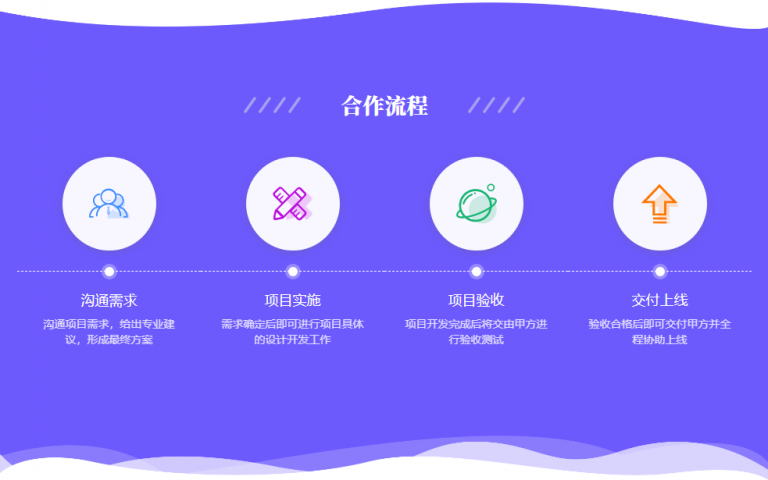 合作流程
沟通需求
沟通项目需求，给出专业建
议，形成最终方案
项目实施
需求确定后即可进行项目具体
的设计开发工作
项目验收
项目开发完成后将交由甲方进
行验收测试
交付上线
验收合格后即可交付甲方并全
程协助上线